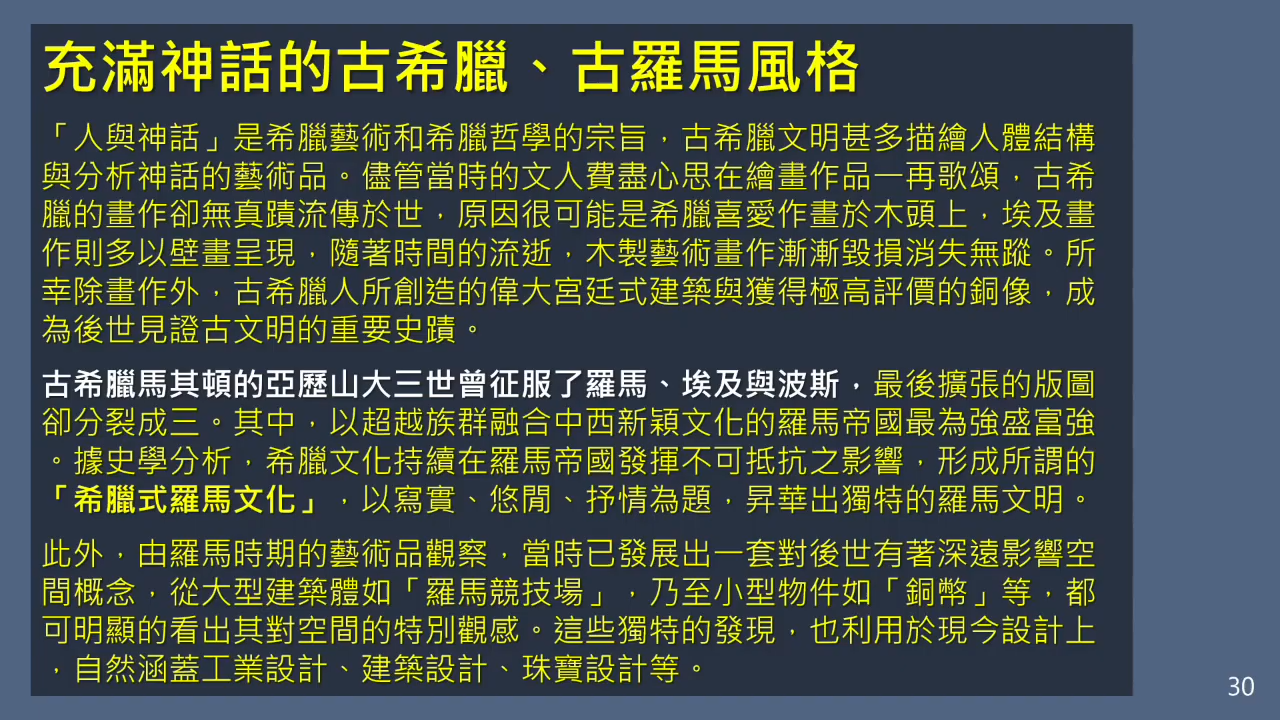 充滿神話的古希臘、古羅馬風格
「人與神話」是希臘藝術和希臘哲學的宗旨，古希臘文明甚多描繪人體結構
與分析神話的藝術品。儘管當時的文人費盡心思在繪畫作品一再歌頌，古希
臘的畫作卻無真蹟流傳於世，原因很可能是希臘喜愛作畫於木頭上，埃及畫
作則多以壁畫呈現，隨著時間的流逝，木製藝術畫作漸漸毀損消失無蹤。所
幸除畫作外，古希臘人所創造的偉大宮廷式建築與獲得極高評價的銅像，成
為後世見證古文明的重要史蹟。
古希臘馬其頓的亞歷山大三世曾征服了羅馬、埃及與波斯，最後擴張的版圖
卻分裂成三。其中，以超越族群融合中西新穎文化的羅馬帝國最為強盛富強
。據史學分析，希臘文化持續在羅馬帝國發揮不可抵抗之影響，形成所謂的
「希臘式羅馬文化」，以寫實、悠閒、抒情為題，昇華出獨特的羅馬文明。
此外，由羅馬時期的藝術品觀察，當時已發展出一套對後世有著深遠影響空
間概念，從大型建築體如「羅馬競技場」，乃至小型物件如「銅幣」等，都
可明顯的看出其對空間的特別觀感。這些獨特的發現，也利用於現今設計上
，自然涵蓋工業設計、建築設計、珠寶設計等。
30